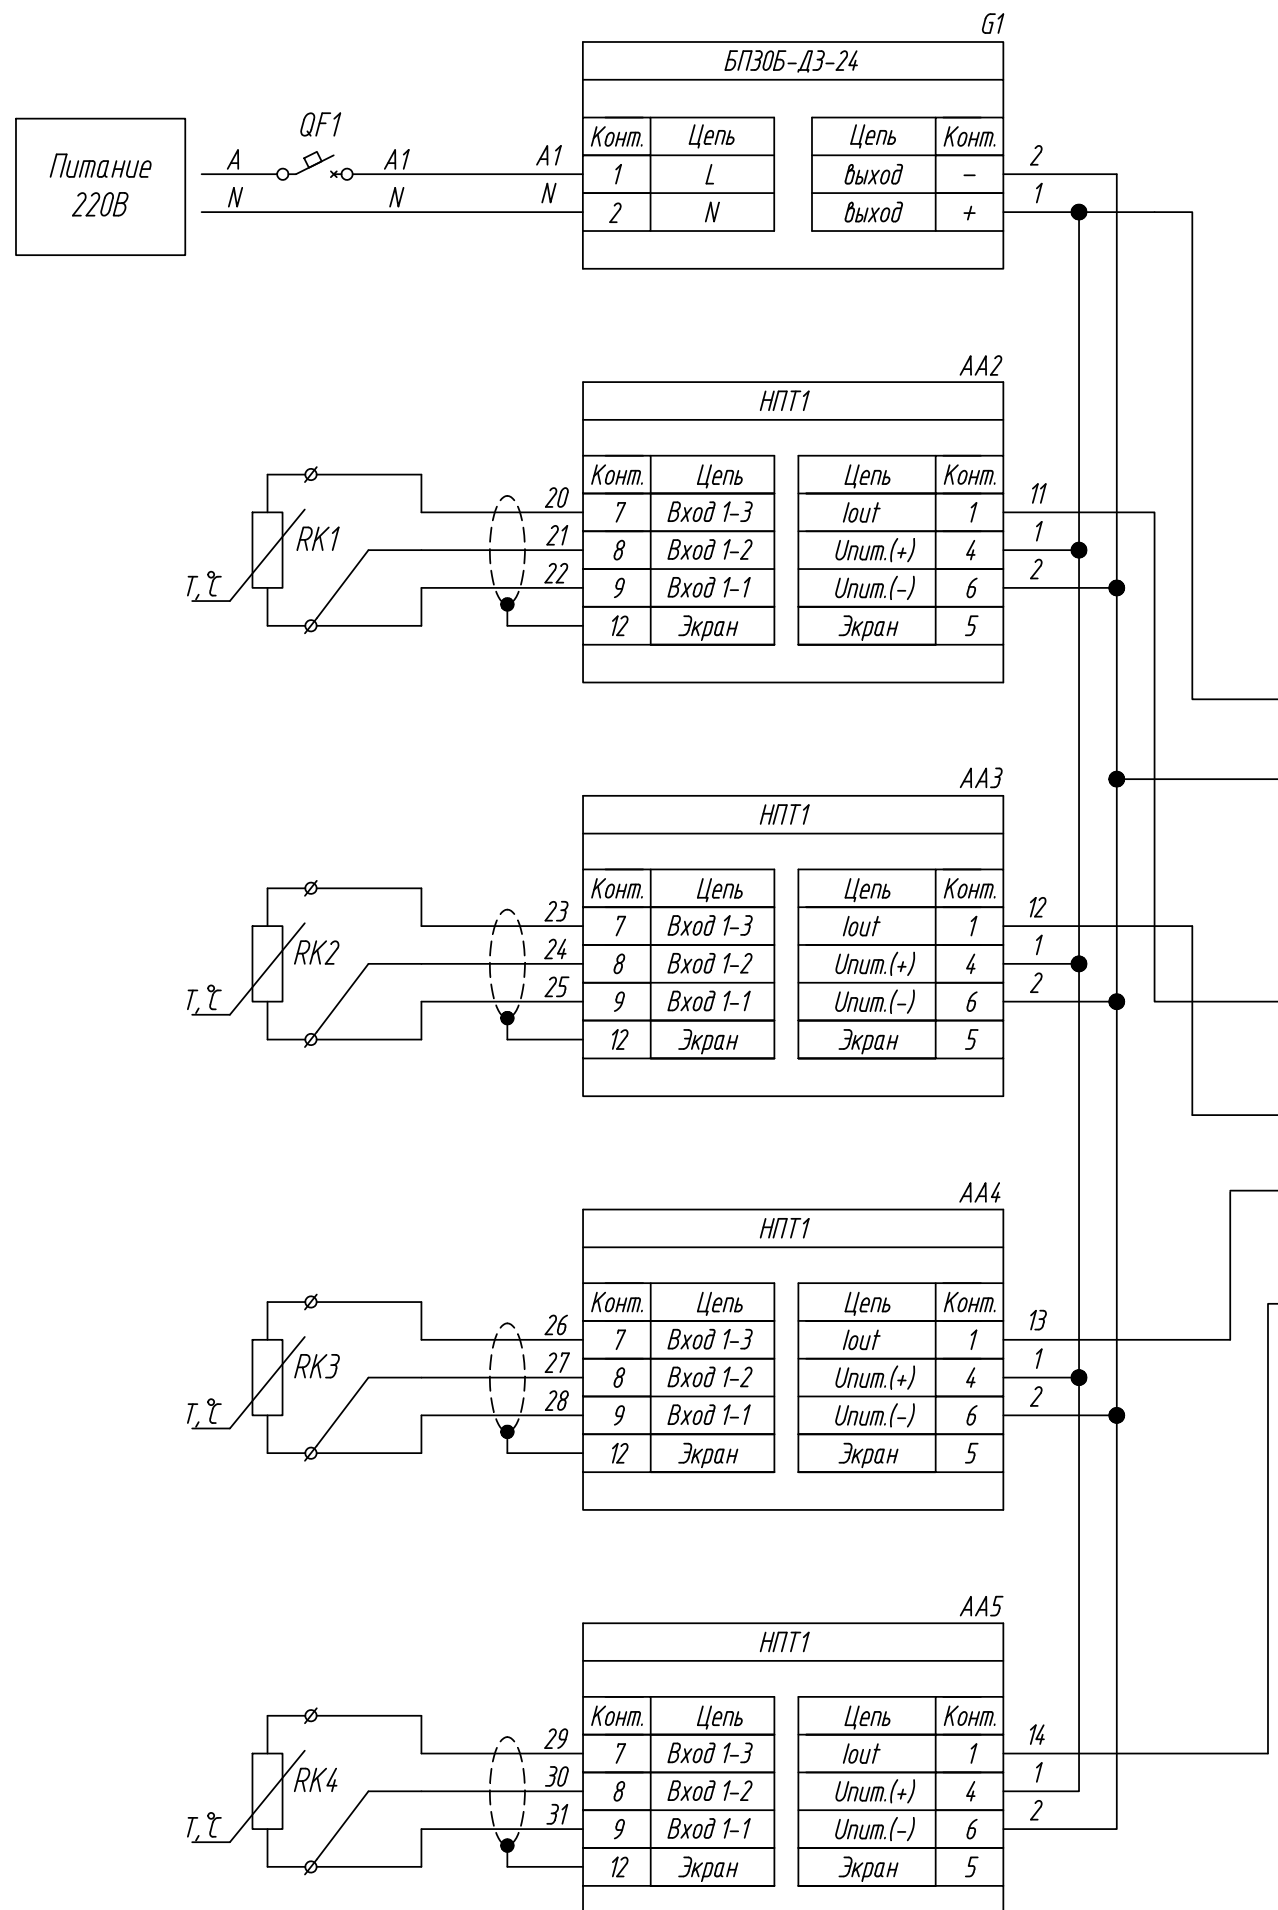 G1
БП30Б-Д3-24
QF1
Питание
220В
A A1 A1
N N N
Конт. Цепь Цепь Конт.
1 L выход - 2
2 N выход + 1
AA2
НПТ1
Конт. Цепь Цепь Конт.
20 7 Вход 1-3 Iout 1 11
RK1 21 8 Вход 1-2 Uпит.(+) 4 1
T,°C 22 9 Вход 1-1 Uпит.(-) 6 2
12 Экран Экран 5
AA3
НПТ1
Конт. Цепь Цепь Конт.
23 7 Вход 1-3 Iout 1 12
RK2 24 8 Вход 1-2 Uпит.(+) 4 1
T,°C 25 9 Вход 1-1 Uпит.(-) 6 2
12 Экран Экран 5
AA4
НПТ1
Конт. Цепь Цепь Конт.
26 7 Вход 1-3 Iout 1 13
RK3 27 8 Вход 1-2 Uпит.(+) 4 1
T,°C 28 9 Вход 1-1 Uпит.(-) 6 2
12 Экран Экран 5
AA5
НПТ1
Конт. Цепь Цепь Конт.
29 7 Вход 1-3 Iout 1 14
RK4 30 8 Вход 1-2 Uпит.(+) 4 1
T,°C 31 9 Вход 1-1 Uпит.(-) 6 2
12 Экран Экран 5